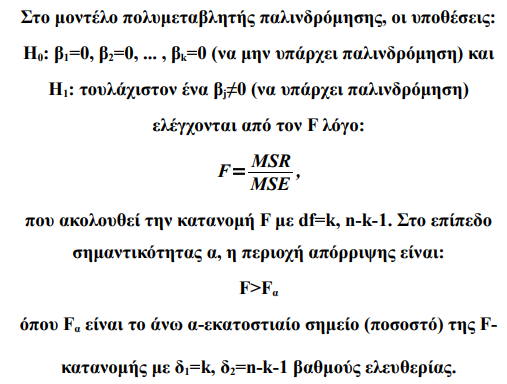 Στο μοντέλο πολυμεταβλητής παλινδρόμησης, οι υποθέσεις:
H₀: β₁=0, β₂=0, ... , βₖ=0 (να μην υπάρχει παλινδρόμηση) και
H₁: τουλάχιστον ένα βⱼ≠0 (να υπάρχει παλινδρόμηση)
ελέγχονται από τον F λόγο:
F = MSR / MSE ,
που ακολουθεί την κατανομή F με df=k, n-k-1. Στο επίπεδο
σημαντικότητας α, η περιοχή απόρριψης είναι:
F>Fα
όπου Fα είναι το άνω α-εκατοστιαίο σημείο (ποσοστό) της F-
κατανομής με δ₁=k, δ₂=n-k-1 βαθμούς ελευθερίας.